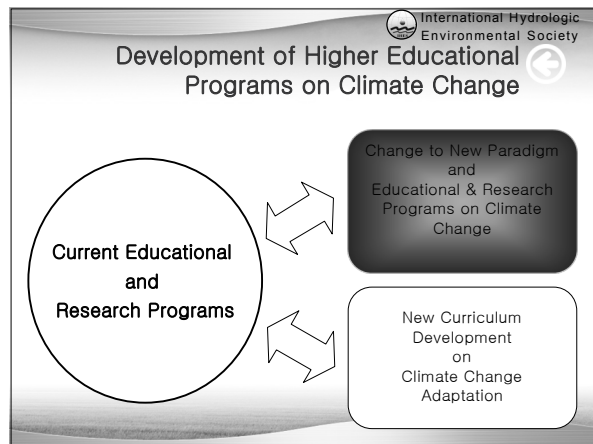 International Hydrologic
Environmental Society
Development of Higher Educational
Programs on Climate Change
Current Educational
and
Research Programs
Change to New Paradigm
and
Educational & Research
Programs on Climate
Change
New Curriculum
Development
on
Climate Change
Adaptation